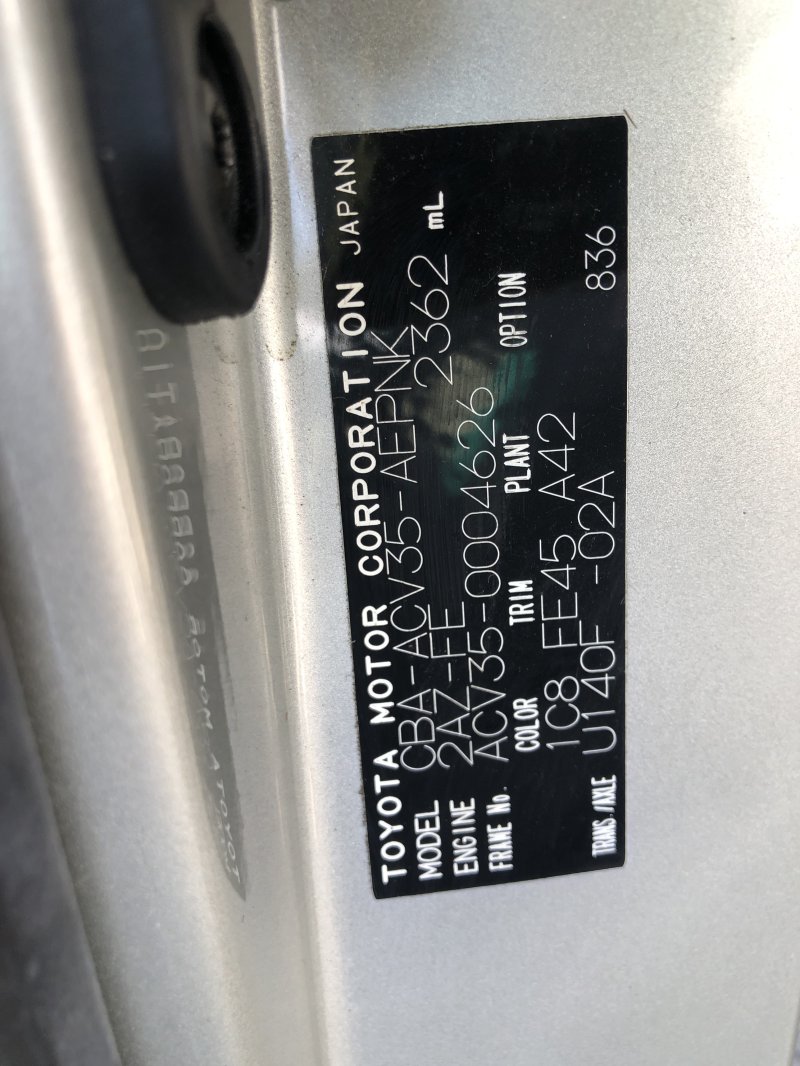 TOYOTA MOTOR CORPORATION JAPAN
MODEL CBA-ACV35-AEPNK
ENGINE 2AZ-FE 2362 mL
FRAME No. ACV35-0004626
COLOR TRIM PLANT OPTION
1C8 FE45 A42 836
TRANS./AXLE U140F -02A